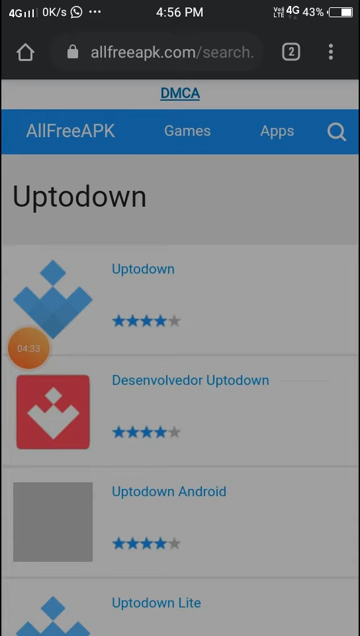 4G 0K/s ... 4:56 PM VoLTE 4G 43%
allfreeapk.com/search. 2
DMCA
AllFreeAPK Games Apps
Uptodown
Uptodown
04:33
Desenvolvedor Uptodown
Uptodown Android
Uptodown Lite